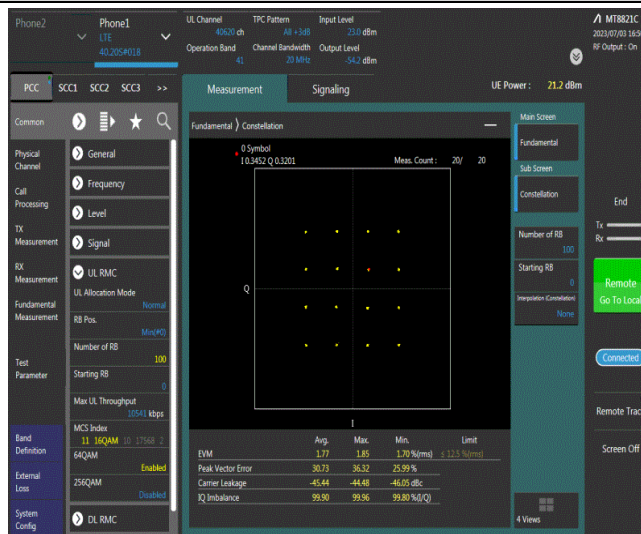 Phone2
Phone1
LTE
40.20S#018
UL Channel
40620 ch
TPC Pattern
All +3dB
Input Level
23.0 dBm
Operation Band
41
Channel Bandwidth
20 MHz
Output Level
-54.2 dBm
MT8821C
2023/07/03 16:5
RF Output : On
PCC
SCC1
SCC2
SCC3
>>
Measurement
Signaling
UE Power :
21.2 dBm
Common
Physical
Channel
Call
Processing
TX
Measurement
RX
Measurement
Fundamental
Measurement
Test
Parameter
Band
Definition
External
Loss
System
Config
General
Frequency
Level
Signal
UL RMC
UL Allocation Mode
Normal
RB Pos.
Min(#0)
Number of RB
100
Starting RB
0
Max UL Throughput
10541 kbps
MCS Index
11 16QAM 10 17568 2
64QAM
Enabled
256QAM
Disabled
DL RMC
Fundamental
Constellation
0 Symbol
I 0.3452 Q 0.3201
Meas. Count : 20/ 20
Q
I
Avg. Max. Min. Limit
EVM 1.77 1.85 1.70 %(rms) ≤ 12.5 %(rms)
Peak Vector Error 30.73 36.32 25.99 %
Carrier Leakage -45.44 -44.48 -46.05 dBc
IQ Imbalance 99.90 99.96 99.80 %(I/Q)
Main Screen
Fundamental
Sub Screen
Constellation
Number of RB
100
Starting RB
0
Interpolation (Constellation)
None
4 Views
End
Tx
Rx
Remote
Go To Local
Connected
Remote Trac
Screen Off